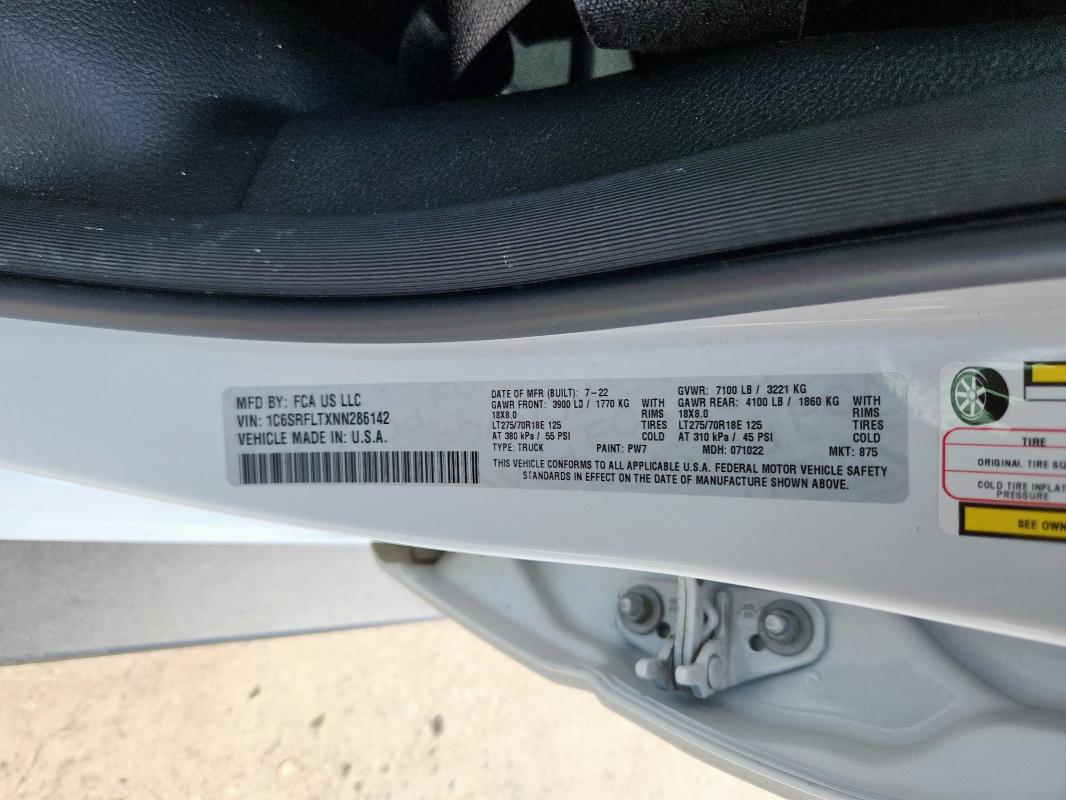 MFD BY: FCA US LLC
VIN: 1C6SRFLTXNN286142
VEHICLE MADE IN U.S.A.
DATE OF MFR (BUILT): 7-22
GAWR FRONT: 3900 LB / 1770 KG WITH
18X8.0 RIMS
LT275/70R18E 125 TIRES
AT 380 kPa / 55 PSI COLD
TYPE: TRUCK PAINT: PW7
GVWR: 7100 LB / 3221 KG
GAWR REAR: 4100 LB / 1860 KG WITH
18X8.0 RIMS
LT275/70R18E 125 TIRES
AT 310 kPa / 45 PSI COLD
MDH: 071022 MKT: 875
THIS VEHICLE CONFORMS TO ALL APPLICABLE U.S.A. FEDERAL MOTOR VEHICLE SAFETY
STANDARDS IN EFFECT ON THE DATE OF MANUFACTURE SHOWN ABOVE.
TIRE
ORIGINAL TIRE SIZ
COLD TIRE INFLAT
PRESSURE
SEE OWN